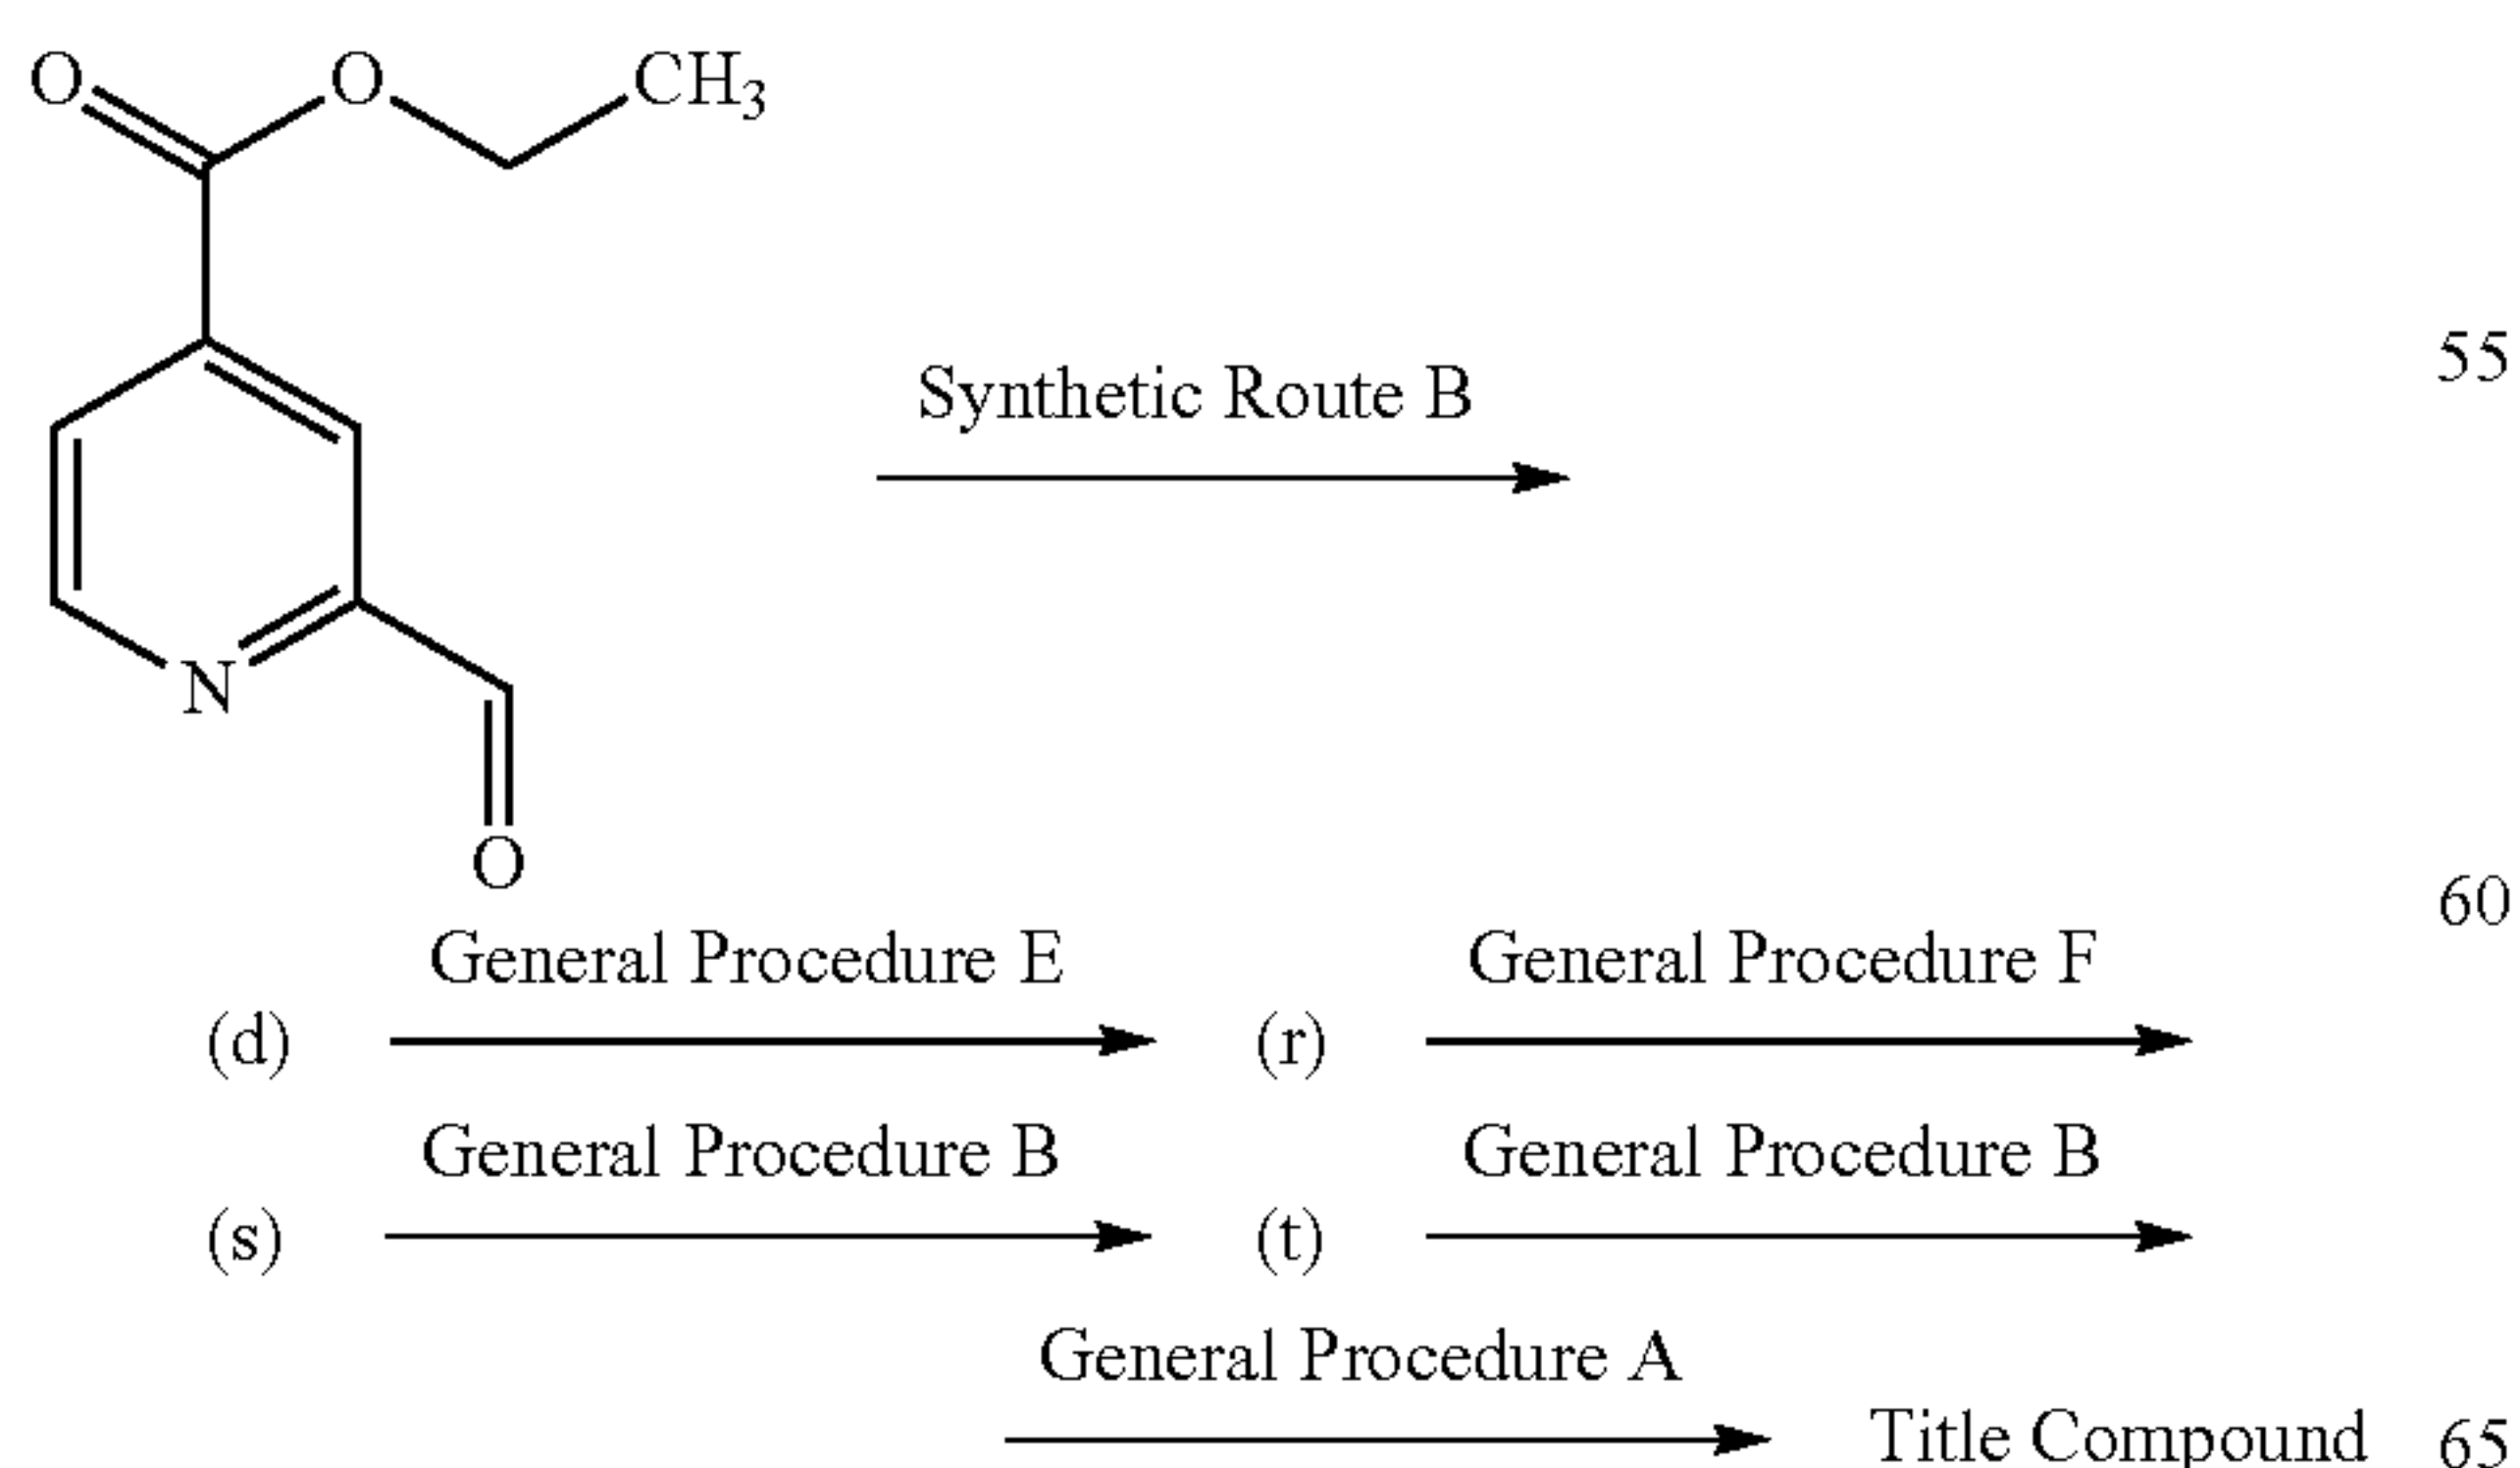 O O CH3
Synthetic Route B 55
N
O
60
General Procedure E General Procedure F
(d) (r)
General Procedure B General Procedure B
(s) (t)
General Procedure A
Title Compound 65